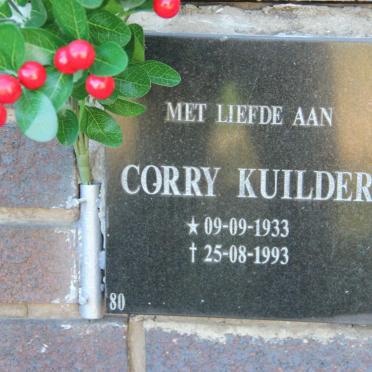 MET LIEFDE AAN
CORRY KUILDER
★ 09-09-1933
† 25-08-1993
80